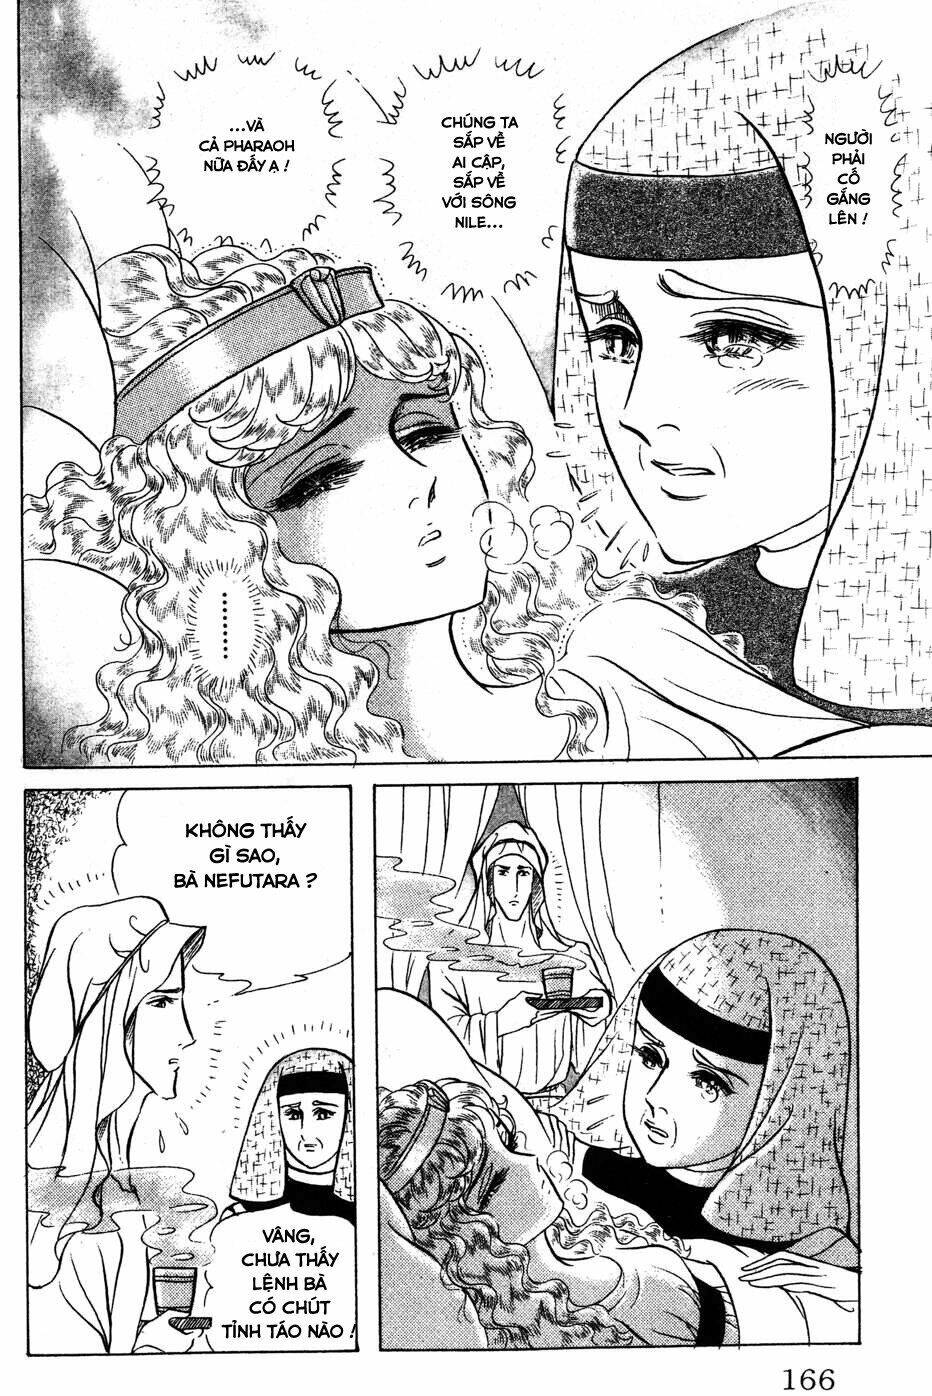 NGƯỜI
PHẢI
CỐ
GẮNG
LÊN !
CHÚNG TA
SẮP VỀ
AI CẬP,
SẮP VỀ
VỚI SÔNG
NILE...
...VÀ
CẢ PHARAOH
NỮA ĐẤY Ạ !
.........
KHÔNG THẤY
GÌ SAO,
BÀ NEFUTARA ?
VÂNG,
CHƯA THẤY
LỆNH BÀ
CÓ CHÚT
TỈNH TÁO NÀO !
166